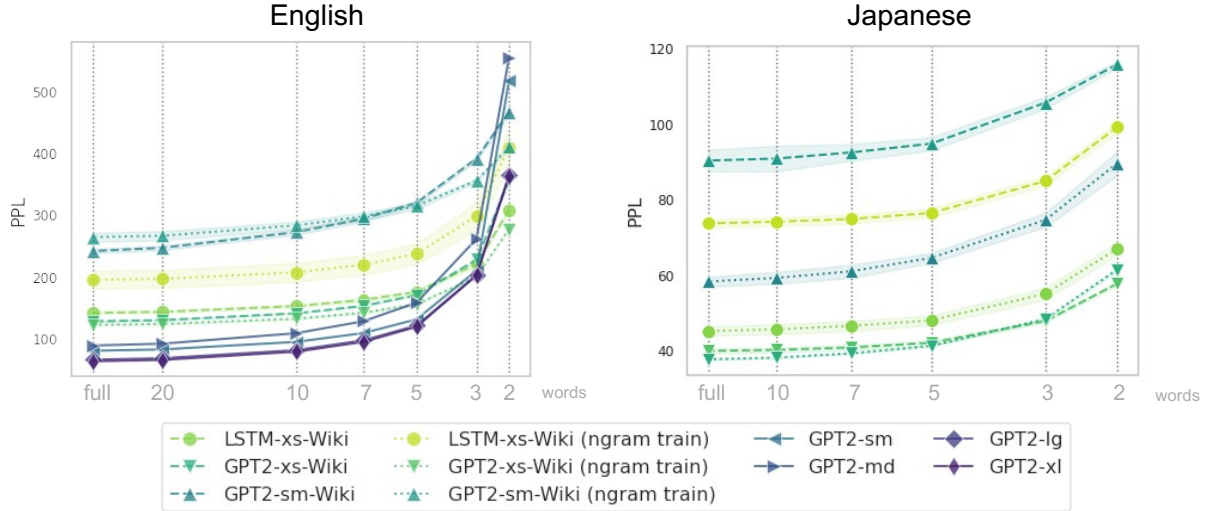 English Japanese
PPL
500
400
300
200
100
full 20 10 7 5 3 2 words
PPL
120
100
80
60
40
full 10 7 5 3 2 words
LSTM-xs-Wiki LSTM-xs-Wiki (ngram train) GPT2-sm GPT2-lg
GPT2-xs-Wiki GPT2-xs-Wiki (ngram train) GPT2-md GPT2-xl
GPT2-sm-Wiki GPT2-sm-Wiki (ngram train)